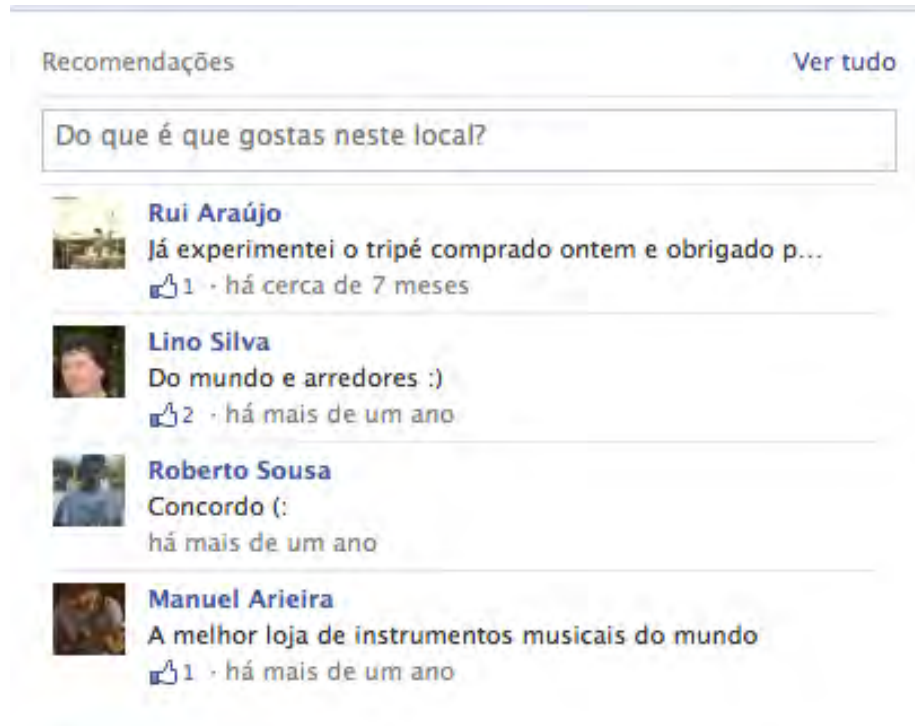 Recomendações
Ver tudo
Do que é que gostas neste local?
Rui Araújo
Já experimentei o tripé comprado ontem e obrigado p...
1 · há cerca de 7 meses
Lino Silva
Do mundo e arredores :)
2 · há mais de um ano
Roberto Sousa
Concordo (:
há mais de um ano
Manuel Arieira
A melhor loja de instrumentos musicais do mundo
1 · há mais de um ano